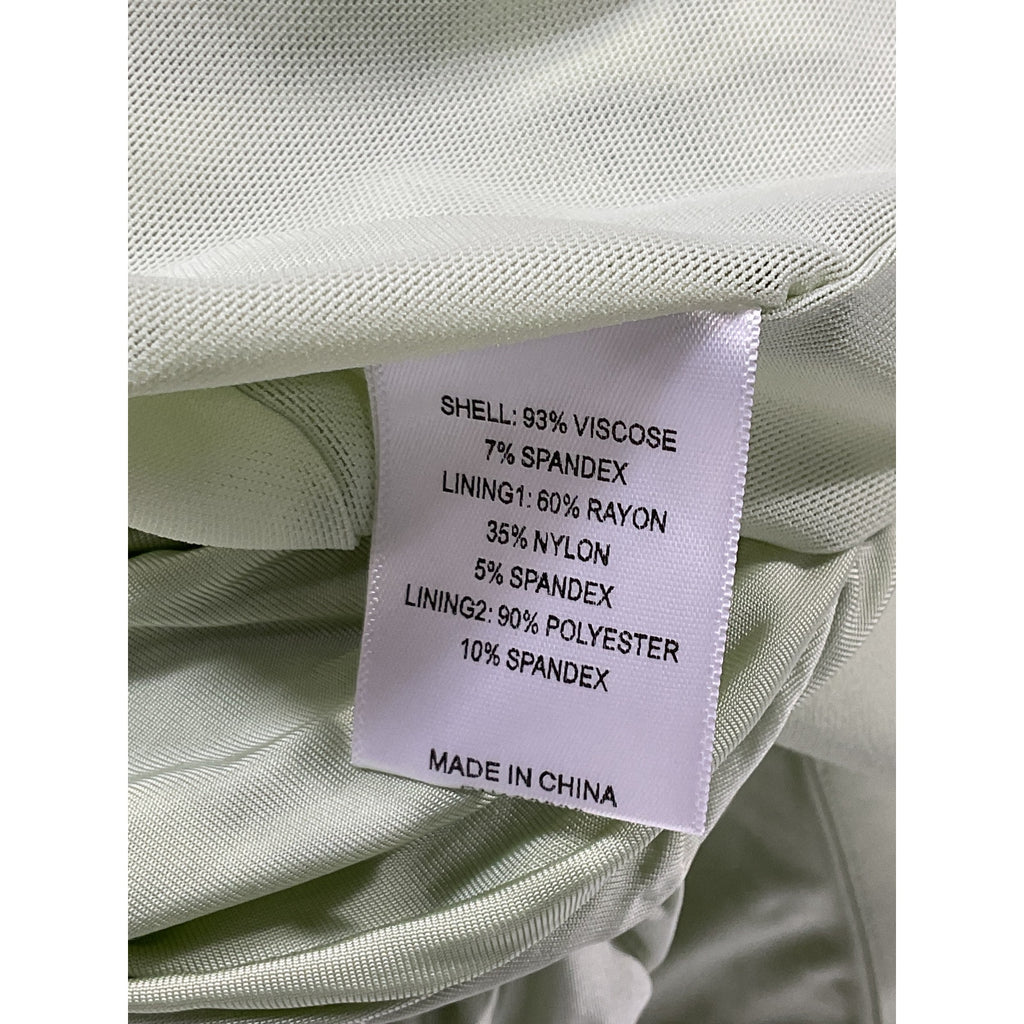 SHELL: 93% VISCOSE
7% SPANDEX
LINING1: 60% RAYON
35% NYLON
5% SPANDEX
LINING2: 90% POLYESTER
10% SPANDEX
MADE IN CHINA